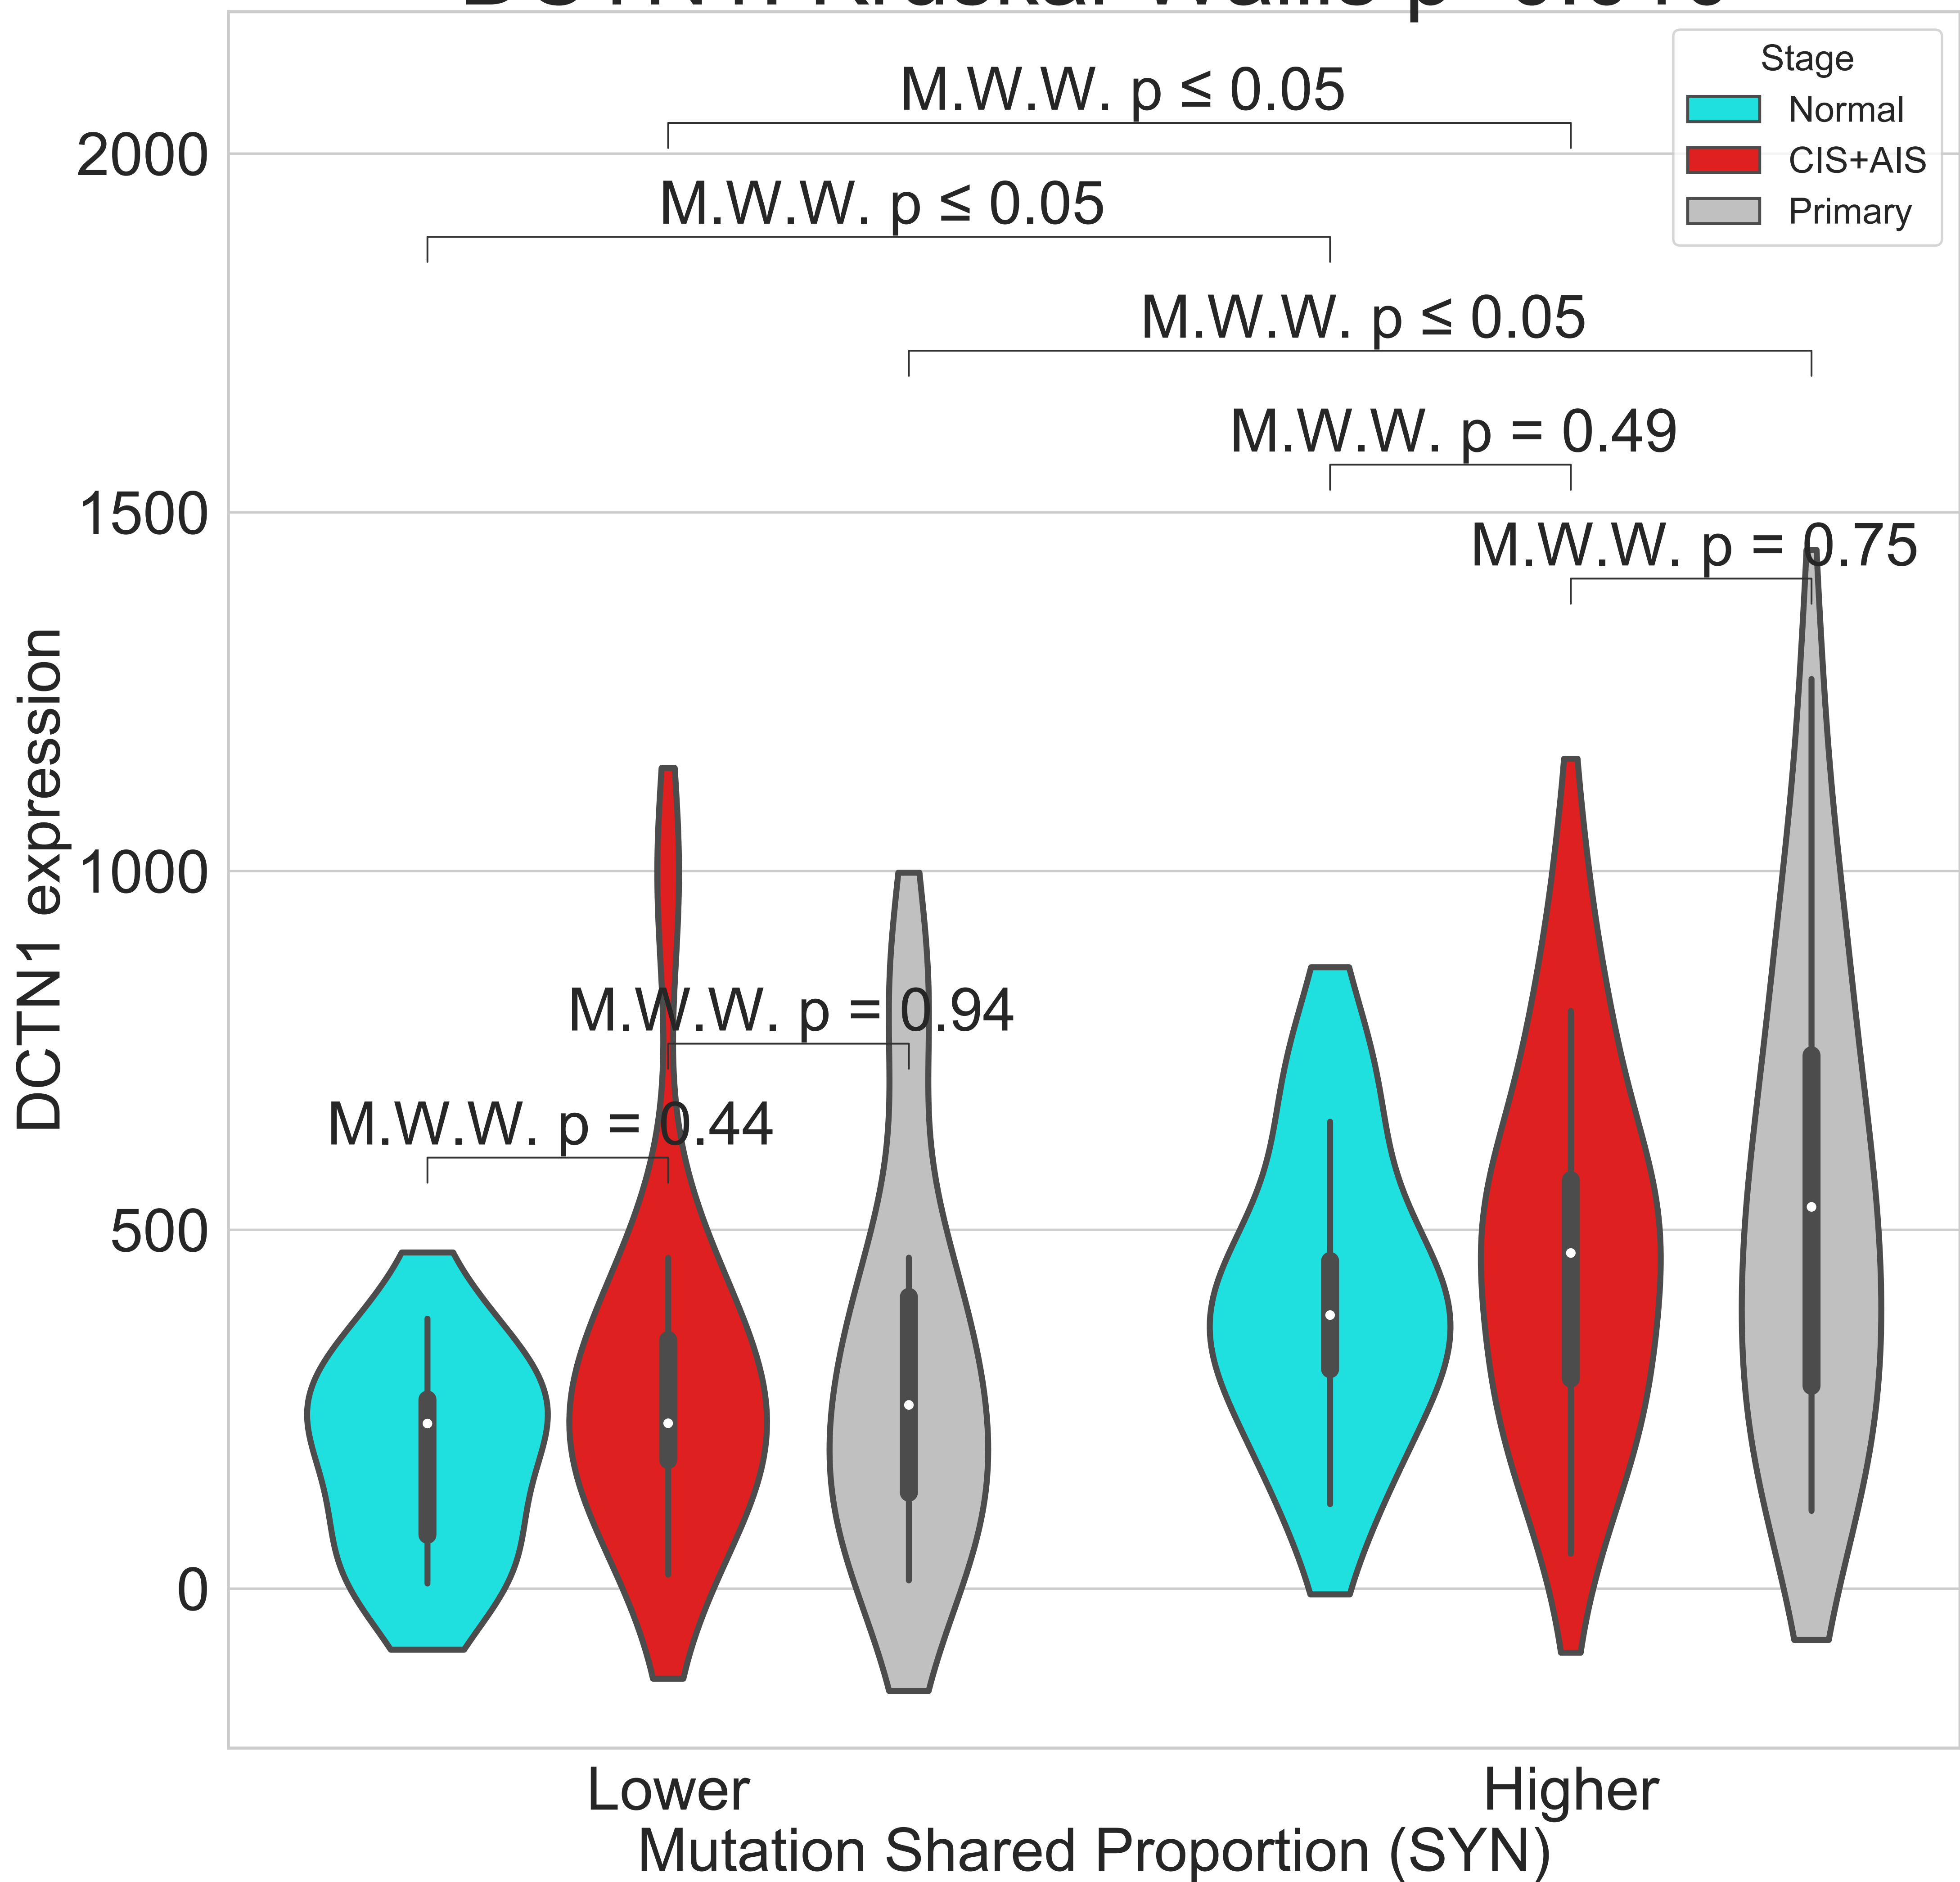 Stage
Normal
CIS+AIS
Primary
M.W.W. p ≤ 0.05
M.W.W. p ≤ 0.05
M.W.W. p ≤ 0.05
M.W.W. p = 0.49
M.W.W. p = 0.75
M.W.W. p = 0.94
M.W.W. p = 0.44
2000
1500
1000
500
0
DCTN1 expression
Lower
Higher
Mutation Shared Proportion (SYN)